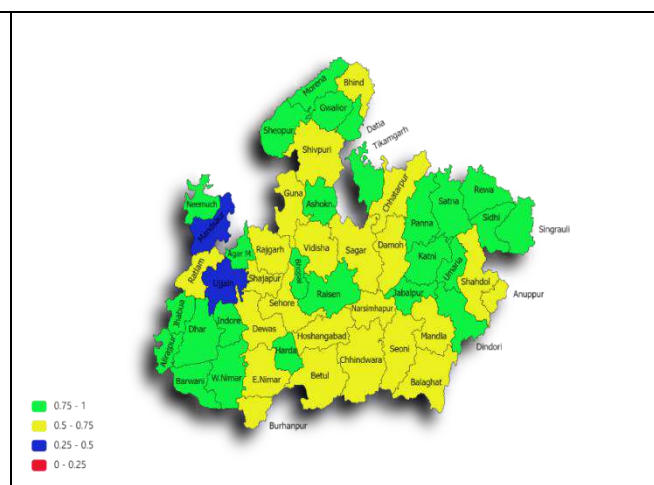 Morena
Bhind
Gwalior
Sheopur
Datia
Tikamgarh
Shivpuri
Chhatarpur
Guna
Ashokn.
Neemuch
Mandsaur
Rewa
Satna
Panna
Sidhi
Singrauli
Agar M.
Rajgarh
Vidisha
Sagar
Damoh
Katni
Umaria
Ratlam
Ujjain
Shajapur
Bhopal
Shahdol
Anuppur
Raisen
Jabalpur
Sehore
Narsimhapur
Jhabua
Indore
Dhar
Dewas
Hoshangabad
Mandla
Dindori
Alirajpur
Harda
Seoni
Chhindwara
Barwani
W.Nimar
E.Nimar
Betul
Balaghat
Burhanpur
0.75 - 1
0.5 - 0.75
0.25 - 0.5
0 - 0.25